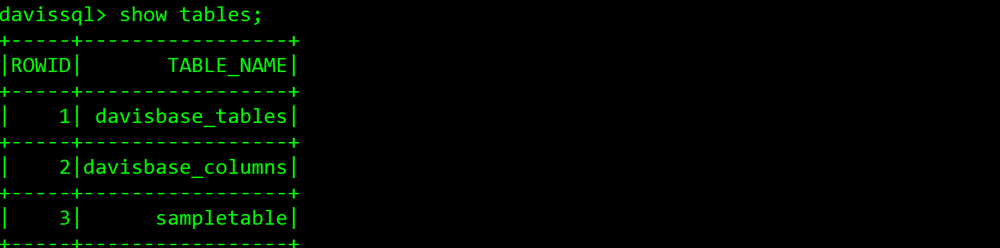 davissql> show tables;
+-----+-----------------+
|ROWID|       TABLE_NAME|
+-----+-----------------+
|    1| davisbase_tables|
+-----+-----------------+
|    2|davisbase_columns|
+-----+-----------------+
|    3|      sampletable|
+-----+-----------------+